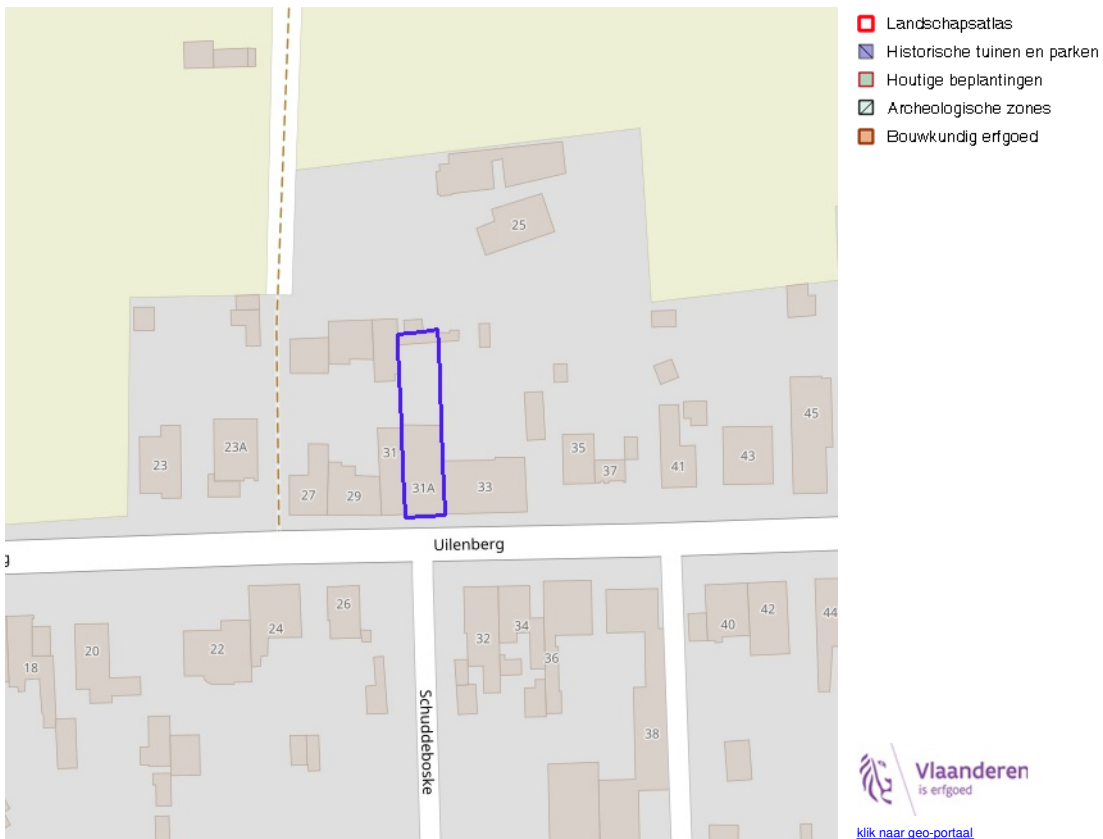 Landschapsatlas
Historische tuinen en parken
Houtige beplantingen
Archeologische zones
Bouwkundig erfgoed
25
45
23A
31
35
23
41
43
37
27
29
31A
33
g
Uilenberg
26
42
34
44
24
40
32
22
20
36
18
Schuddeboske
38
Vlaanderen
is erfgoed
klik naar geo-portaal